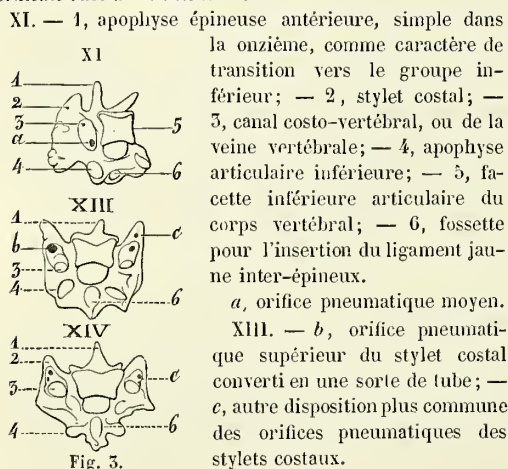 XI. — 1, apophyse épineuse antérieure, simple dans
la onzième, comme caractère de
transition vers le groupe in-
férieur; — 2, stylet costal; —
3, canal costo-vertébral, ou de la
veine vertébrale; — 4, apophyse
articulaire inférieure; — 5, fa-
cette inférieure articulaire du
corps vertébral; — 6, fossette
pour l'insertion du ligament jau-
ne inter-épineux.
a, orifice pneumatique moyen.
XIII. — b, orifice pneumati-
que supérieur du stylet costal
converti en une sorte de tube; —
c, autre disposition plus commune
des orifices pneumatiques des
stylets costaux.
XI
1
2
3
a
4
5
6
XIII
1
b
3
4
c
6
XIV
1
2
3
4
c
6
Fig. 3.